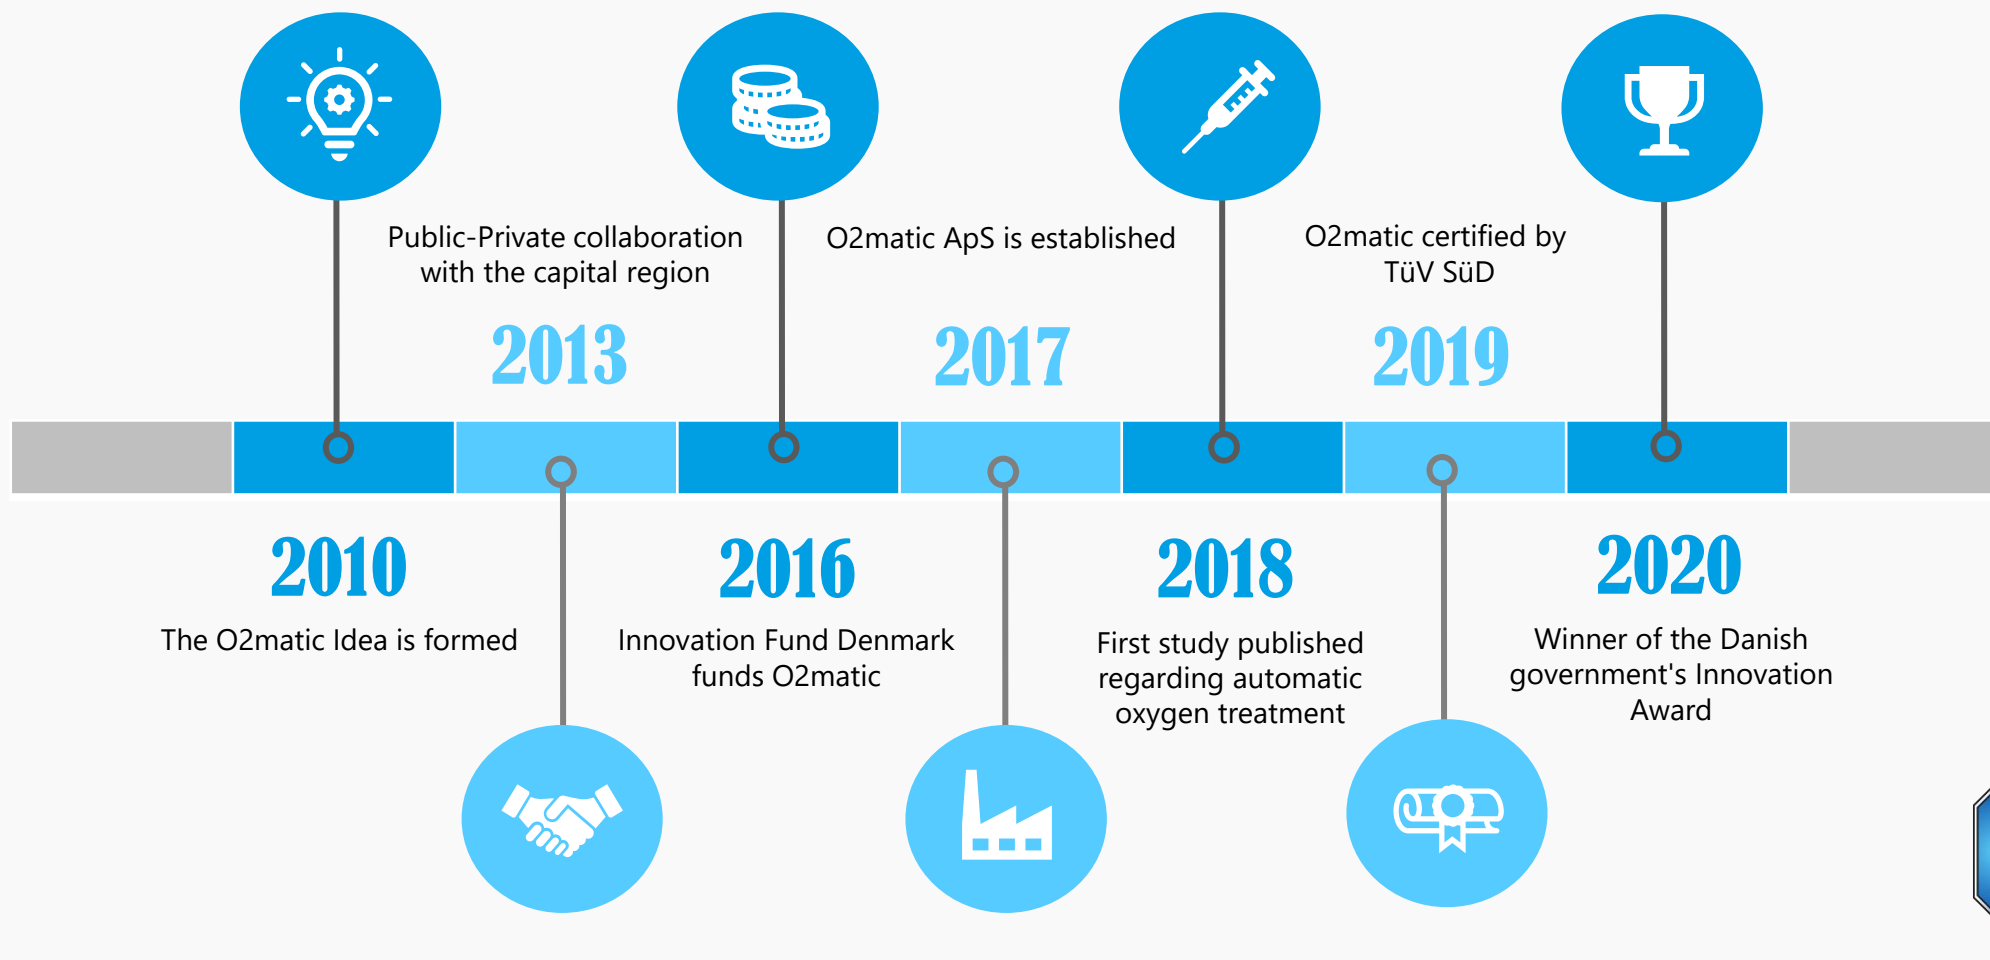 Public-Private collaboration
with the capital region
2013
O2matic ApS is established
2017
O2matic certified by
TüV SüD
2019
2010
The O2matic Idea is formed
2016
Innovation Fund Denmark
funds O2matic
2018
First study published
regarding automatic
oxygen treatment
2020
Winner of the Danish
government's Innovation
Award